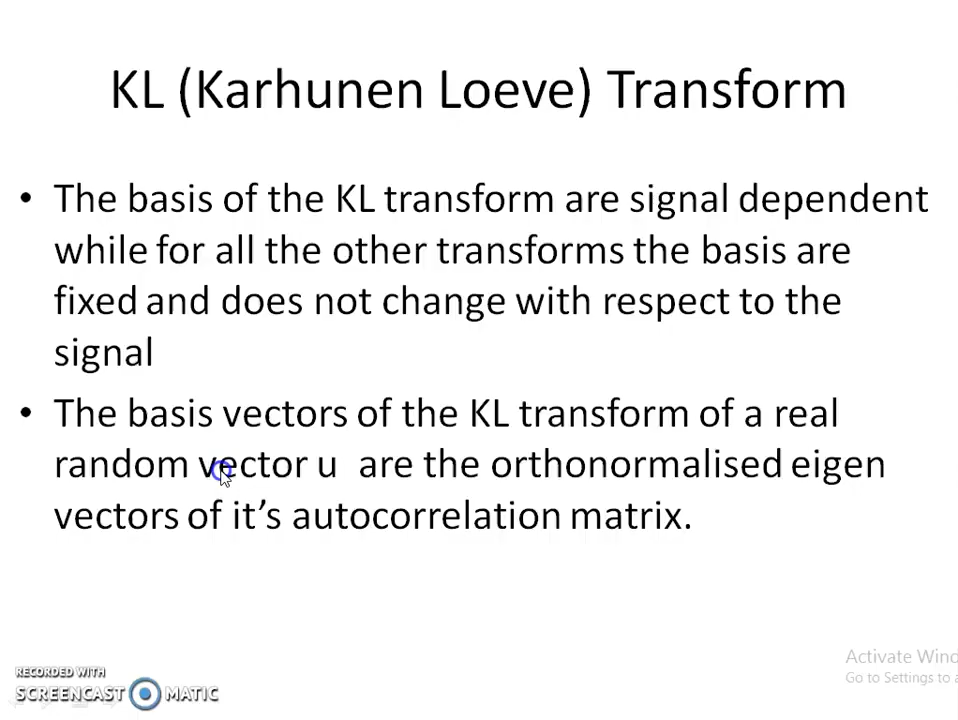 KL (Karhunen Loeve) Transform
• The basis of the KL transform are signal dependent
while for all the other transforms the basis are
fixed and does not change with respect to the
signal
• The basis vectors of the KL transform of a real
random vector u are the orthonormalised eigen
vectors of it's autocorrelation matrix.
Activate Wind
Go to Settings to a
RECORDED WITH
SCREENCAST MATIC